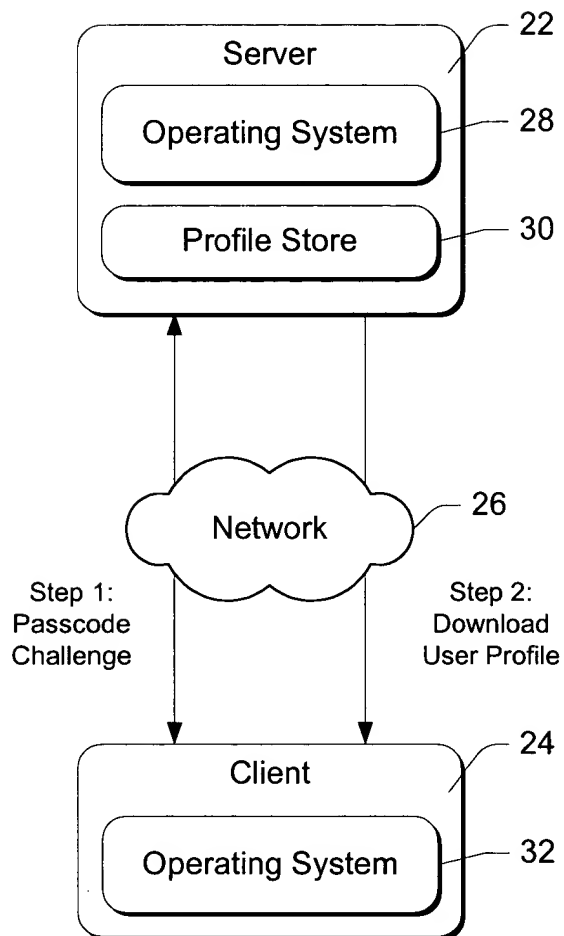 Server
22
Operating System
28
Profile Store
30
Network
26
Step 1:
Passcode
Challenge
Step 2:
Download
User Profile
Client
24
Operating System
32